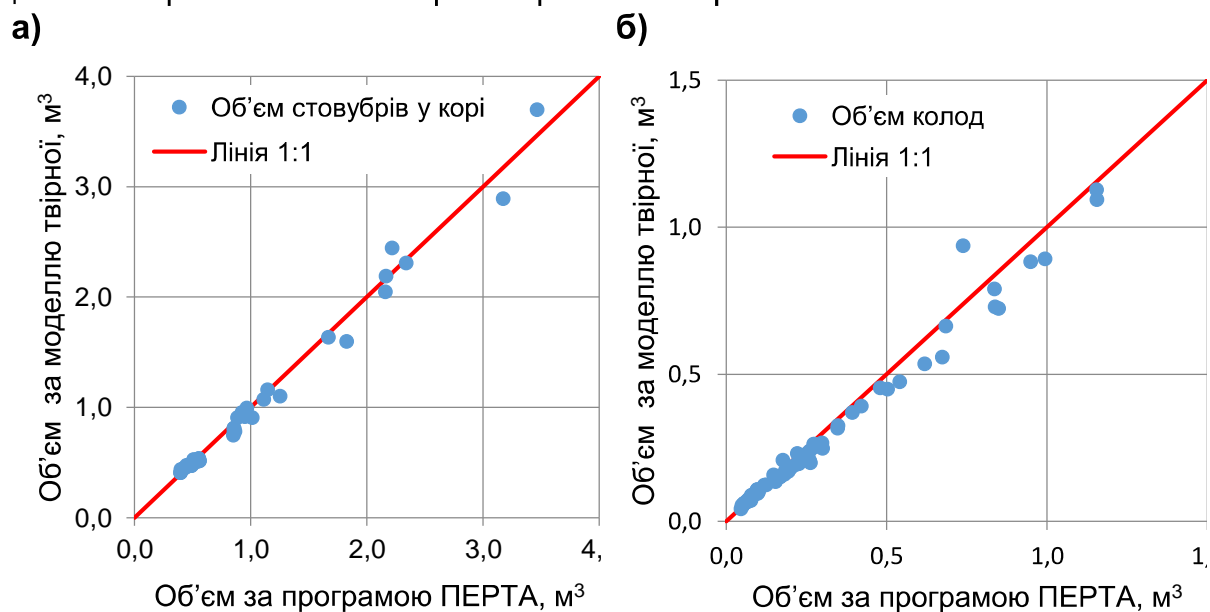 а)
4,0
3,0
2,0
1,0
0,0
0,0 1,0 2,0 3,0 4,
Об’єм за моделлю твірної, м³
Об’єм стовубрів у корі
Лінія 1:1
Об’єм за програмою ПЕРТА, м³
б)
1,5
1,0
0,5
0,0
0,0 0,5 1,0 1,
Об’єм за моделлю твірної, м³
Об’єм колод
Лінія 1:1
Об’єм за програмою ПЕРТА, м³